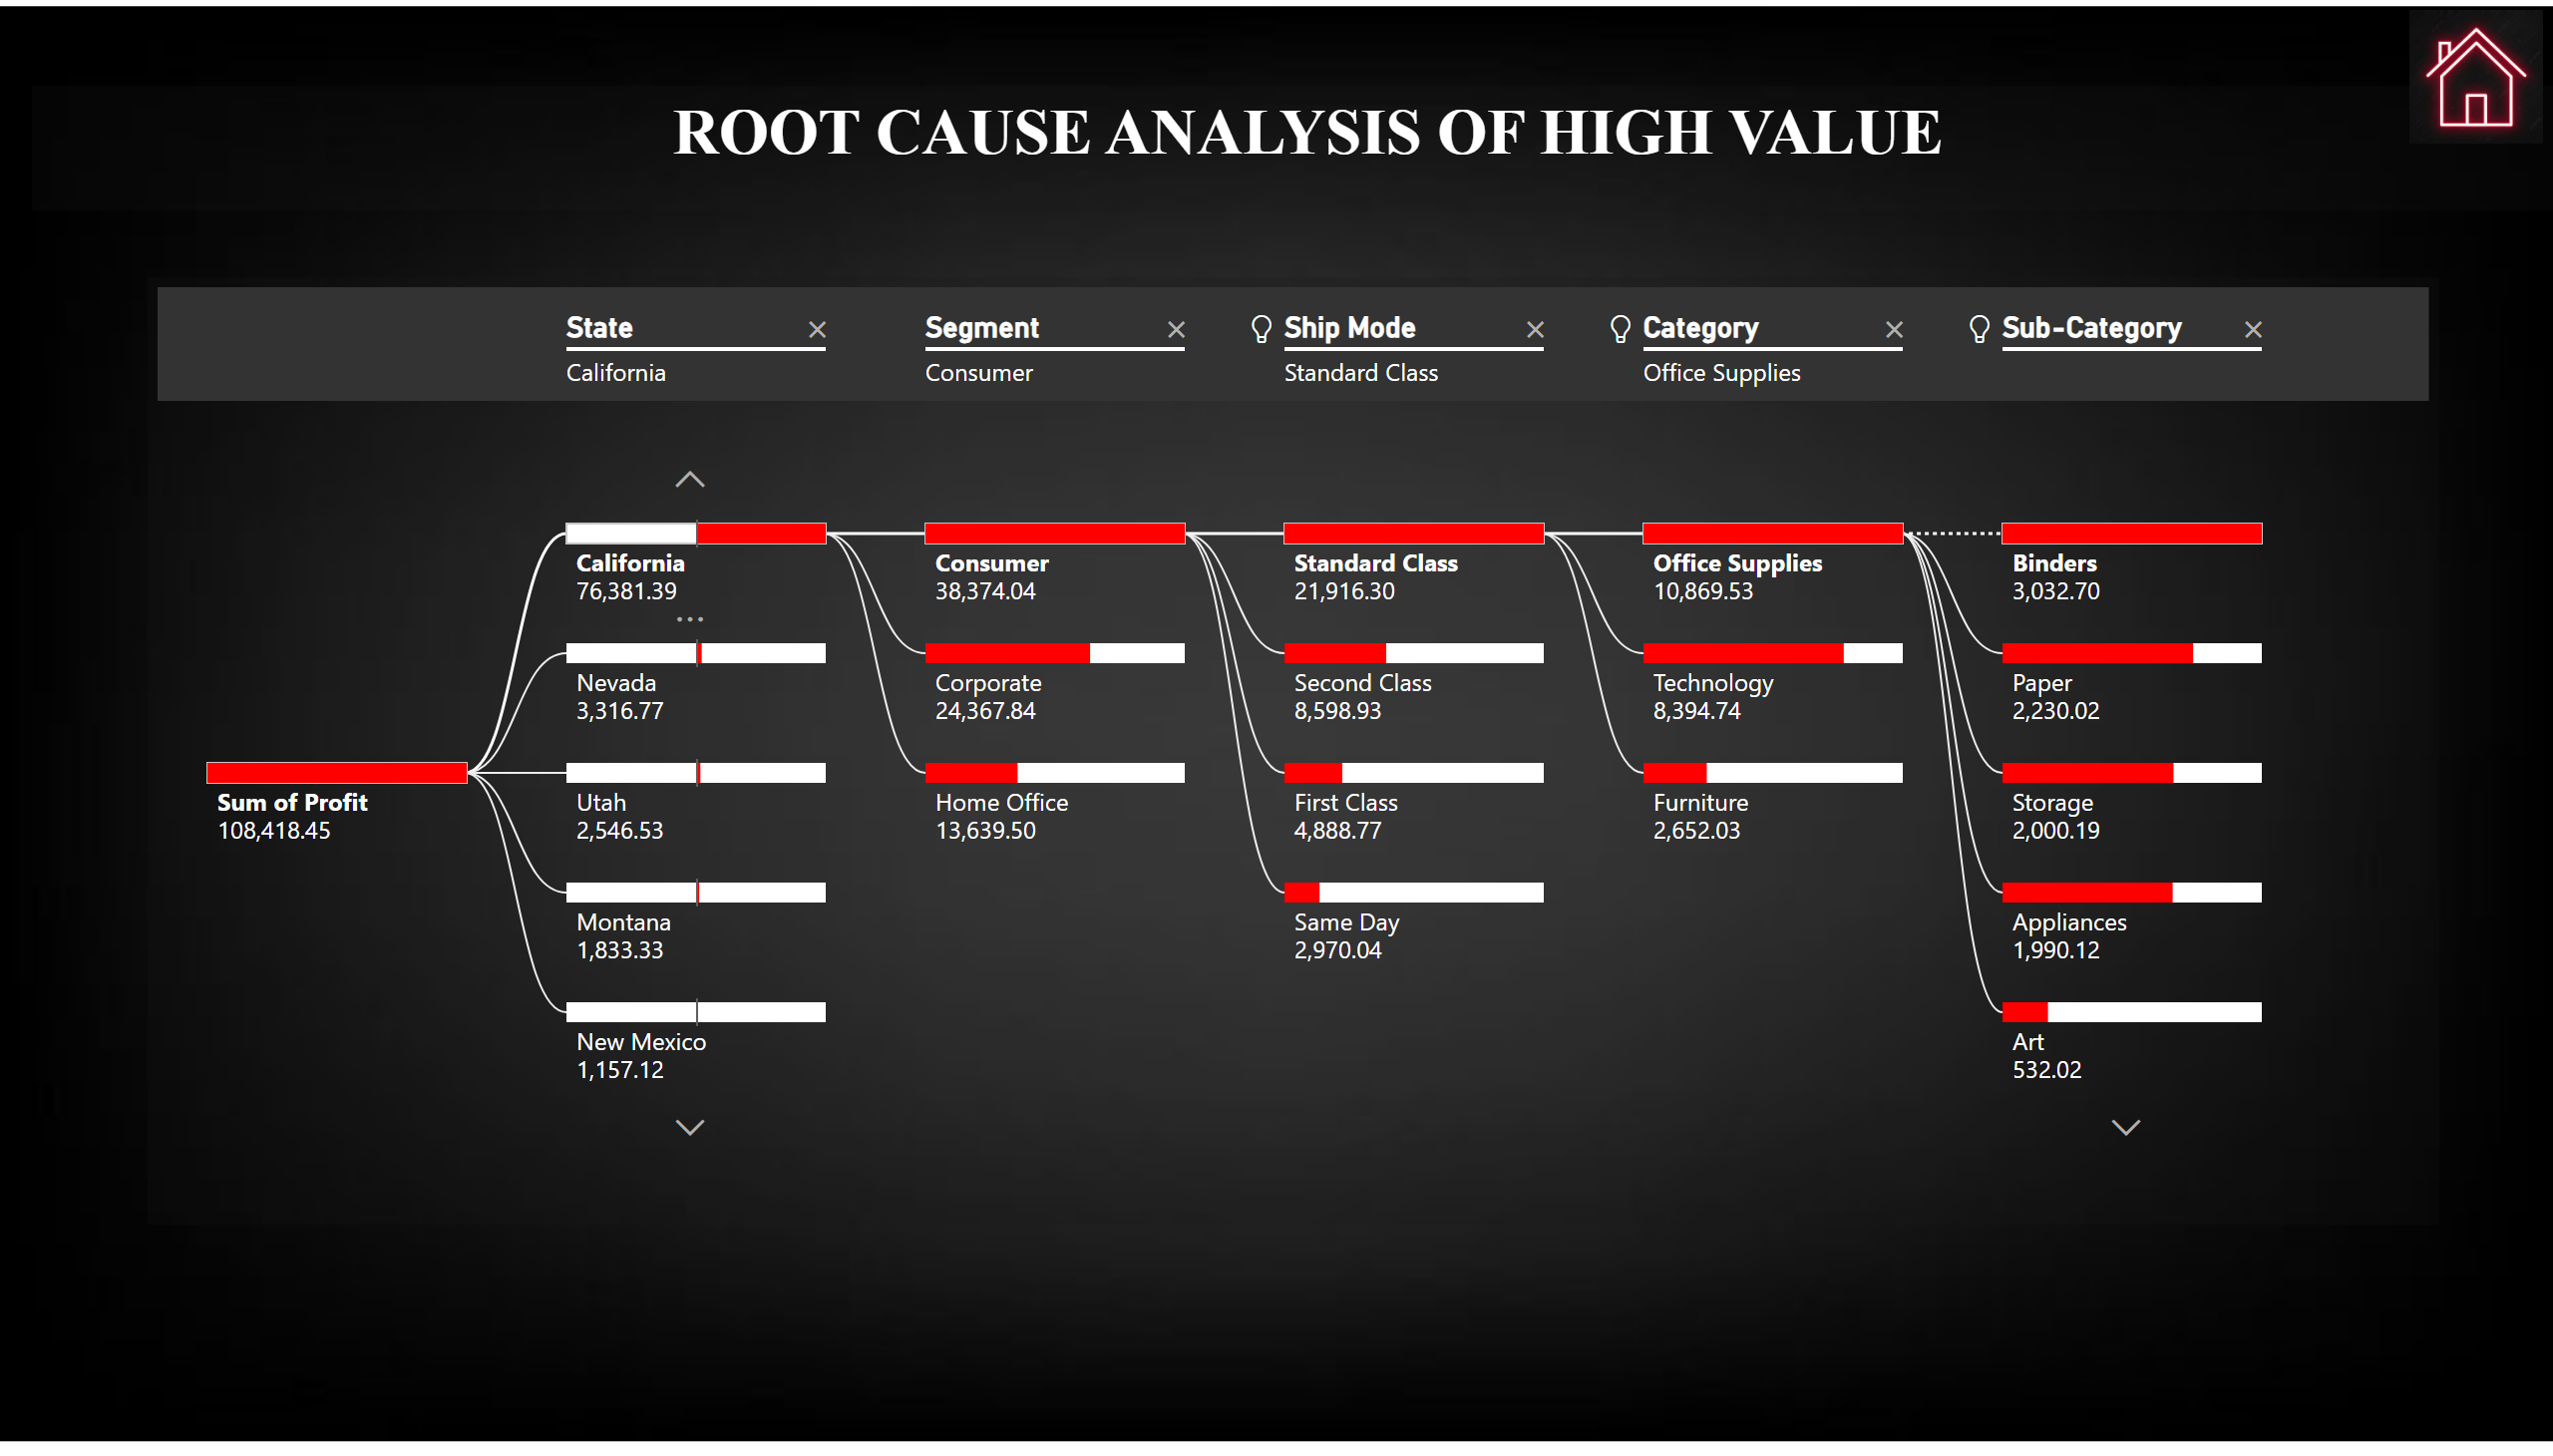 ROOT CAUSE ANALYSIS OF HIGH VALUE
State
California
Segment
Consumer
Ship Mode
Standard Class
Category
Office Supplies
Sub-Category
Sum of Profit
108,418.45
California
76,381.39
...
Nevada
3,316.77
Utah
2,546.53
Montana
1,833.33
New Mexico
1,157.12
Consumer
38,374.04
Corporate
24,367.84
Home Office
13,639.50
Standard Class
21,916.30
Second Class
8,598.93
First Class
4,888.77
Same Day
2,970.04
Office Supplies
10,869.53
Technology
8,394.74
Furniture
2,652.03
Binders
3,032.70
Paper
2,230.02
Storage
2,000.19
Appliances
1,990.12
Art
532.02